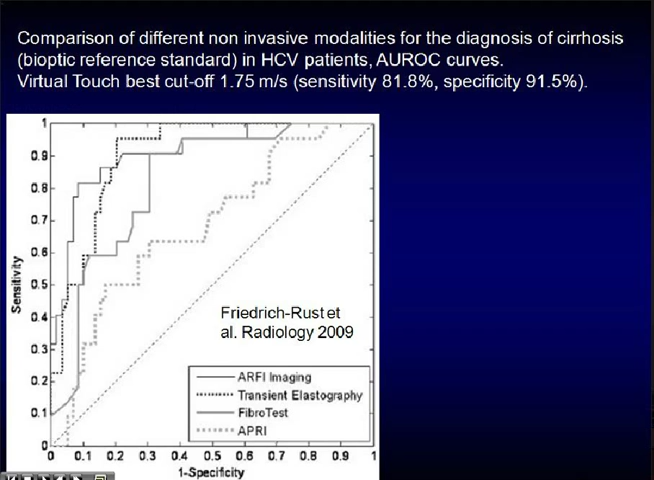 Comparison of different non invasive modalities for the diagnosis of cirrhosis
(bioptic reference standard) in HCV patients, AUROC curves.
Virtual Touch best cut-off 1.75 m/s (sensitivity 81.8%, specificity 91.5%).
1
0.9
0.8
0.7
0.6
0.5
0.4
0.3
0.2
0.1
0
Sensitivity
Friedrich-Rust et
al. Radiology 2009
ARFI Imaging
Transient Elastography
FibroTest
APRI
0 0.1 0.2 0.3 0.4 0.5 0.6 0.7 0.8 0.9 1
1-Specificity